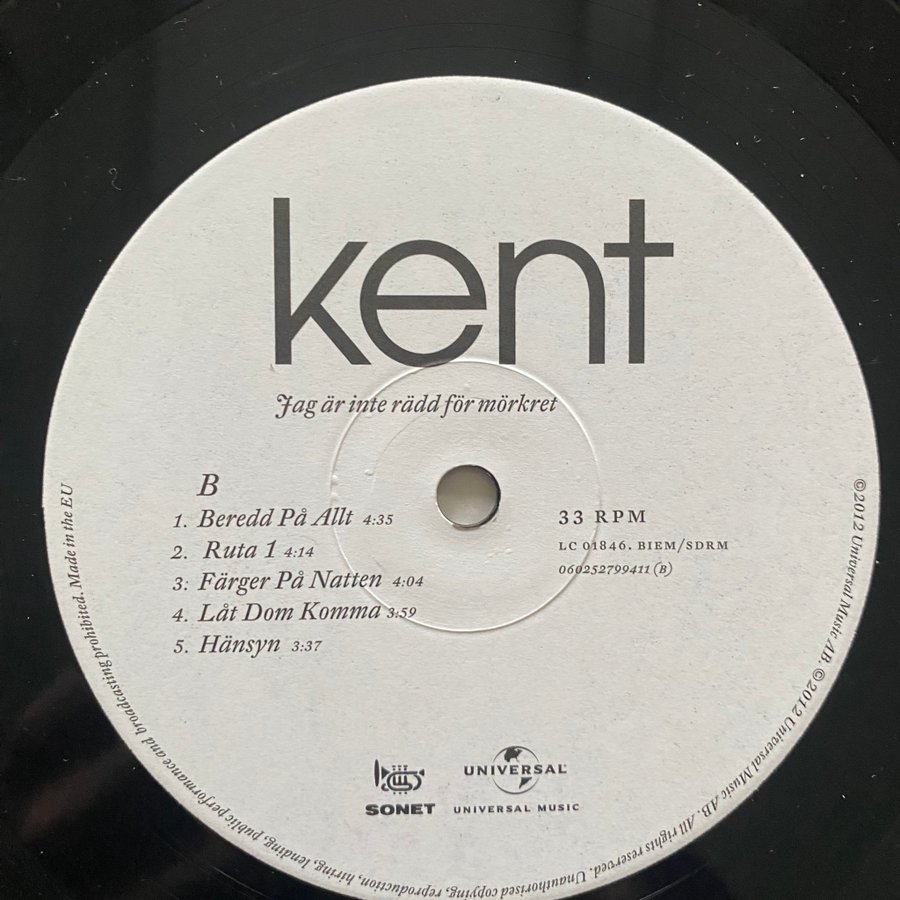 kent
Jag är inte rädd för mörkret
B
1. Beredd På Allt 4:35
2. Ruta 1 4:14
3: Färger På Natten 4:04
4. Låt Dom Komma 3:59
5. Hänsyn 3:37
33 RPM
LC 01846. BIEM/SDRM
060252799411 (B)
SONET
UNIVERSAL
UNIVERSAL MUSIC
©2012 Universal Music AB. ©2012 Universal Music AB. All rights reserved. Unauthorised copying, reproduction, hiring, lending, public performance and broadcasting prohibited. Made in the EU